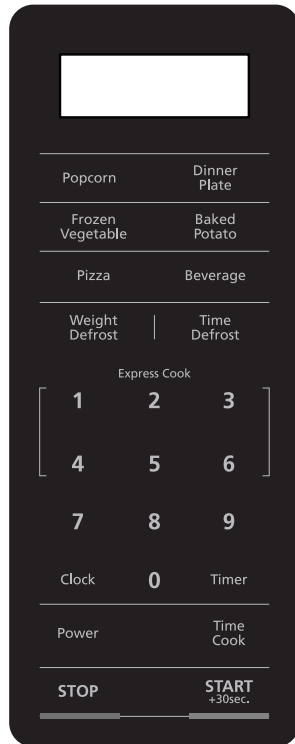 Popcorn
Dinner
Plate
Frozen
Vegetable
Baked
Potato
Pizza
Beverage
Weight
Defrost
Time
Defrost
Express Cook
1 2 3
4 5 6
7 8 9
Clock 0 Timer
Power
Time
Cook
STOP
START
+30sec.